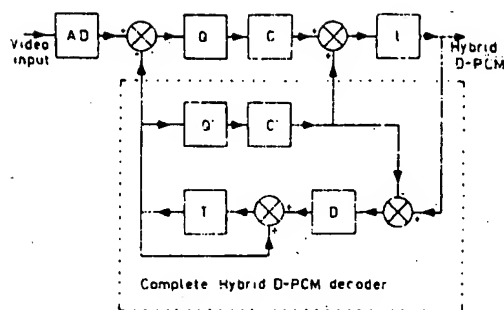 Video input
AD
Q
C
l
Hybrid D-PCM
Q'
C'
T
D
Complete Hybrid D-PCM decoder